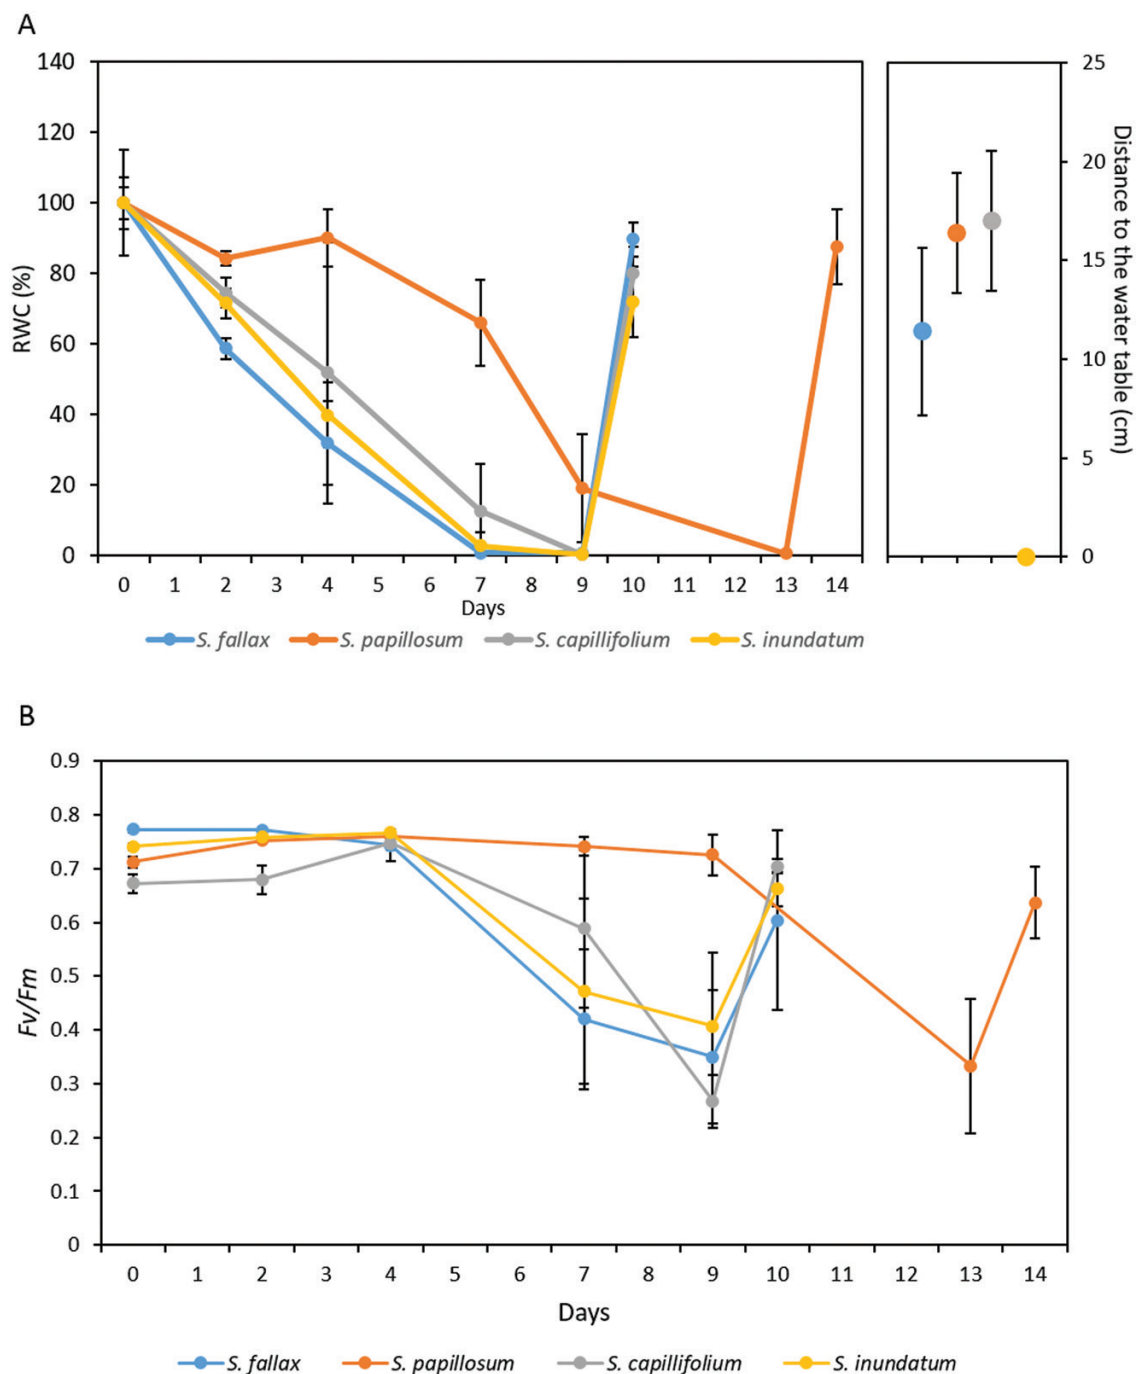 A
140
120
100
80
60
40
20
0
RWC (%)
0 1 2 3 4 5 6 7 8 9 10 11 12 13 14
Days
25
20
15
10
5
0
Distance to the water table (cm)
S. fallax S. papillosum S. capillifolium S. inundatum
B
0.9
0.8
0.7
0.6
0.5
0.4
0.3
0.2
0.1
0
Fv/Fm
0 1 2 3 4 5 6 7 8 9 10 11 12 13 14
Days
S. fallax S. papillosum S. capillifolium S. inundatum